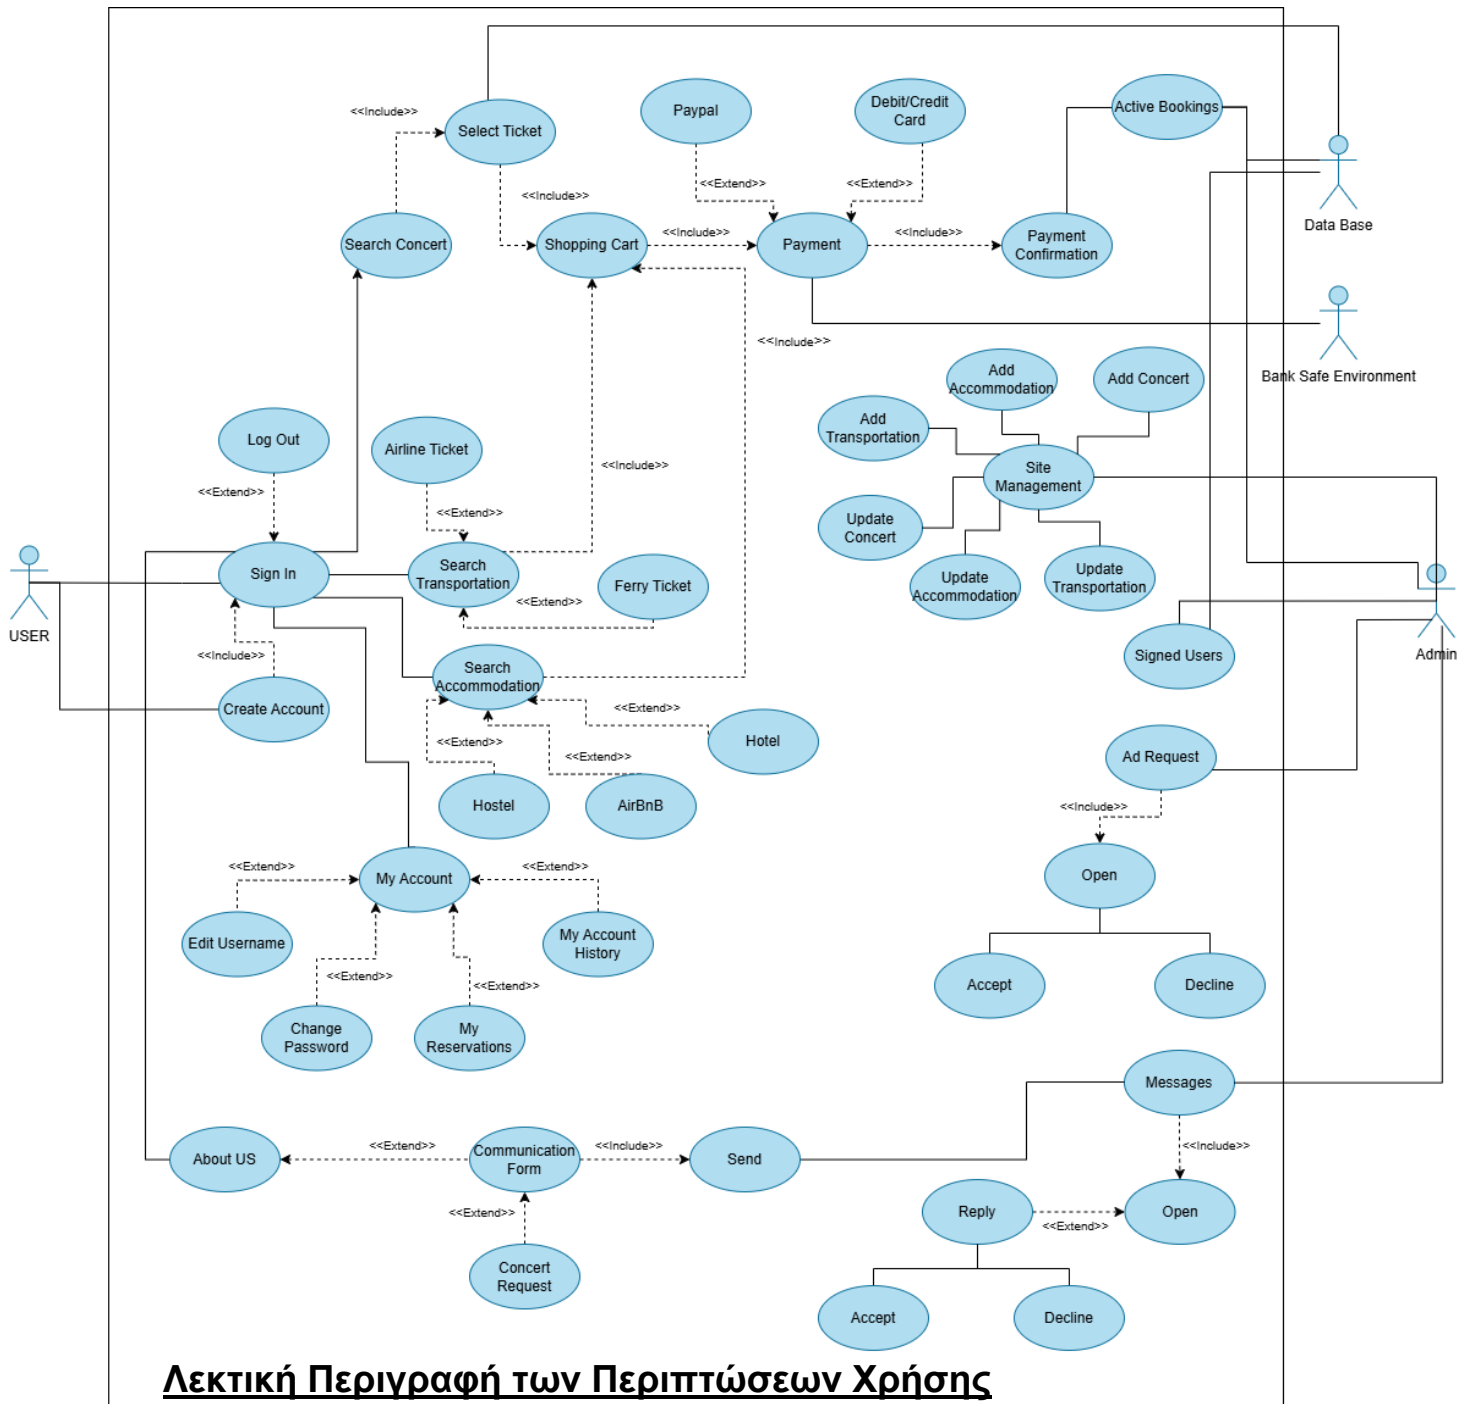 <<Include>>
Select Ticket
Paypal
Debit/Credit
Card
Active Bookings
<<Extend>>
<<Extend>>
<<Include>>
Data Base
Search Concert
Shopping Cart
<<Include>>
Payment
<<Include>>
Payment
Confirmation
<<Include>>
Bank Safe Environment
Add
Accommodation
Add Concert
Add
Transportation
Log Out
Airline Ticket
<<Include>>
Site
Management
<<Extend>>
<<Extend>>
Update
Concert
Sign In
Search
Transportation
Ferry Ticket
Update
Accommodation
Update
Transportation
<<Extend>>
USER
<<Include>>
Search
Accommodation
Signed Users
Admin
Create Account
<<Extend>>
<<Extend>>
<<Extend>>
Hotel
Ad Request
Hostel
AirBnB
<<Include>>
<<Extend>>
<<Extend>>
My Account
Open
Edit Username
My Account
History
<<Extend>>
<<Extend>>
Accept
Decline
Change
Password
My
Reservations
Messages
About US
<<Extend>>
Communication
Form
<<Include>>
Send
<<Include>>
<<Extend>>
Reply
<<Extend>>
Open
Concert
Request
Accept
Decline
Λεκτική Περιγραφή των Περιπτώσεων Χρήσης